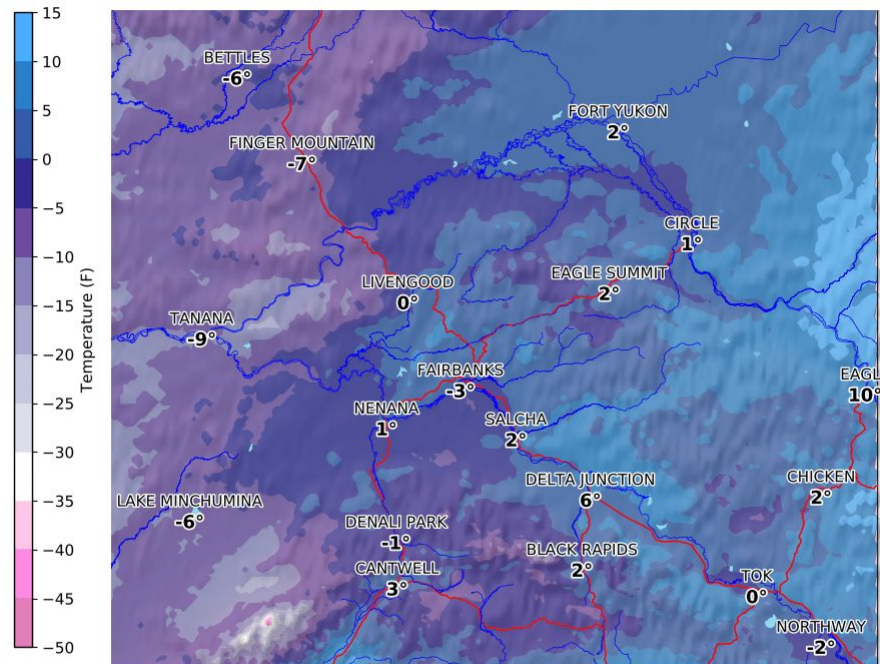 15
10
5
0
−5
−10
−15
−20
−25
−30
−35
−40
−45
−50
Temperature (F)
BETTLES
-6°
FORT YUKON
2°
FINGER MOUNTAIN
-7°
CIRCLE
1°
EAGLE SUMMIT
2°
LIVENGOOD
0°
TANANA
-9°
FAIRBANKS
-3°
EAGL
10°
NENANA
1°
SALCHA
2°
DELTA JUNCTION
6°
CHICKEN
2°
LAKE MINCHUMINA
-6°
DENALI PARK
-1°
BLACK RAPIDS
2°
CANTWELL
3°
TOK
0°
NORTHWAY
-2°